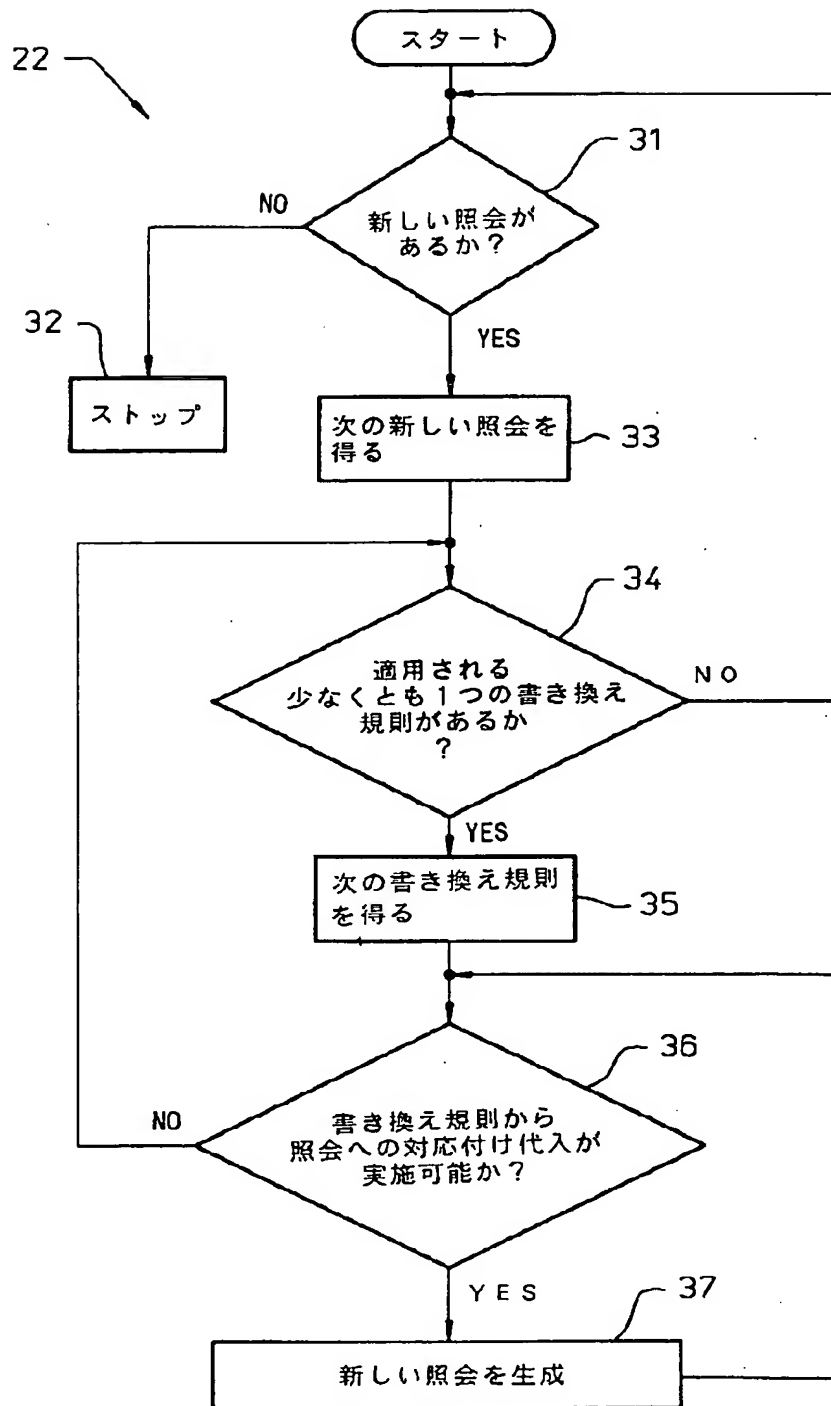 スタート
22
31
新しい照会が
あるか？
NO
YES
32
ストップ
次の新しい照会を
得る
33
34
適用される
少なくとも1つの書き換え
規則があるか
？
NO
YES
次の書き換え規則
を得る
35
36
書き換え規則から
照会への対応付け代入が
実施可能か？
NO
YES
37
新しい照会を生成